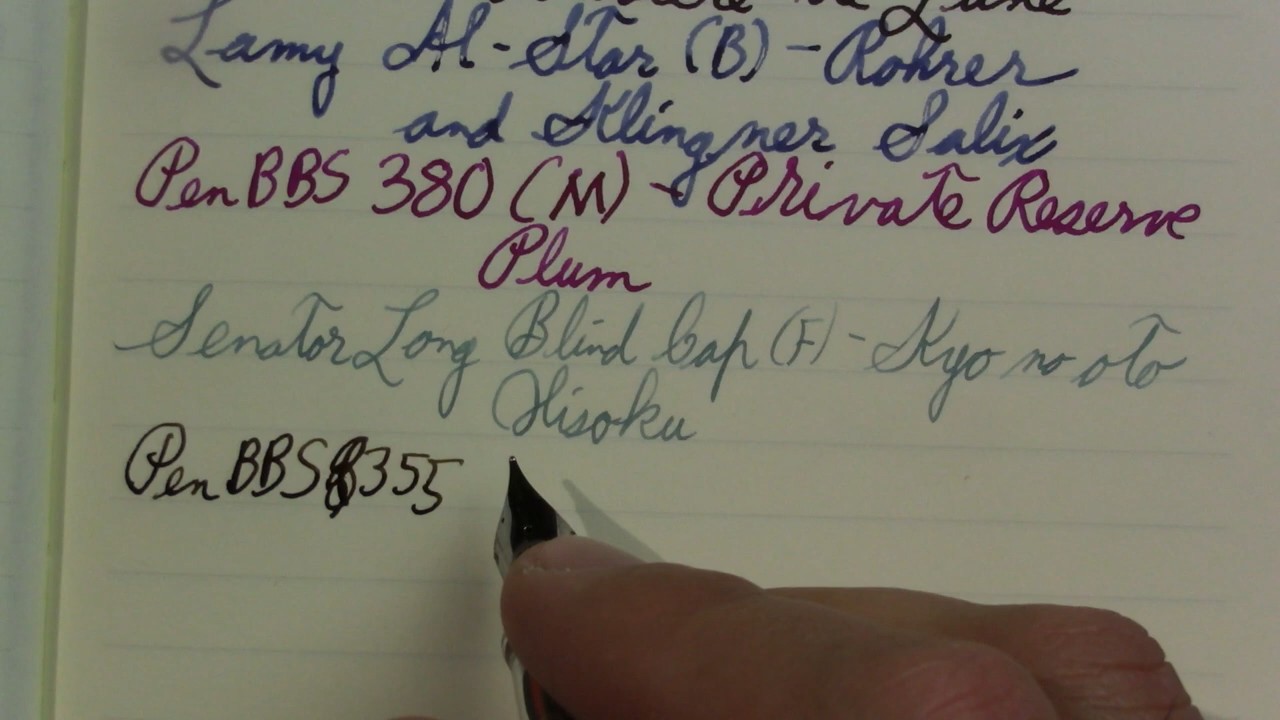 Lamy Al-Star (B) - Rohrer
and Klingner Salix
PenBBS 380 (M) - Private Reserve
Plum
Senator Long Blind Cap (F) - Kyo no oto
Hisoku
PenBBS 355